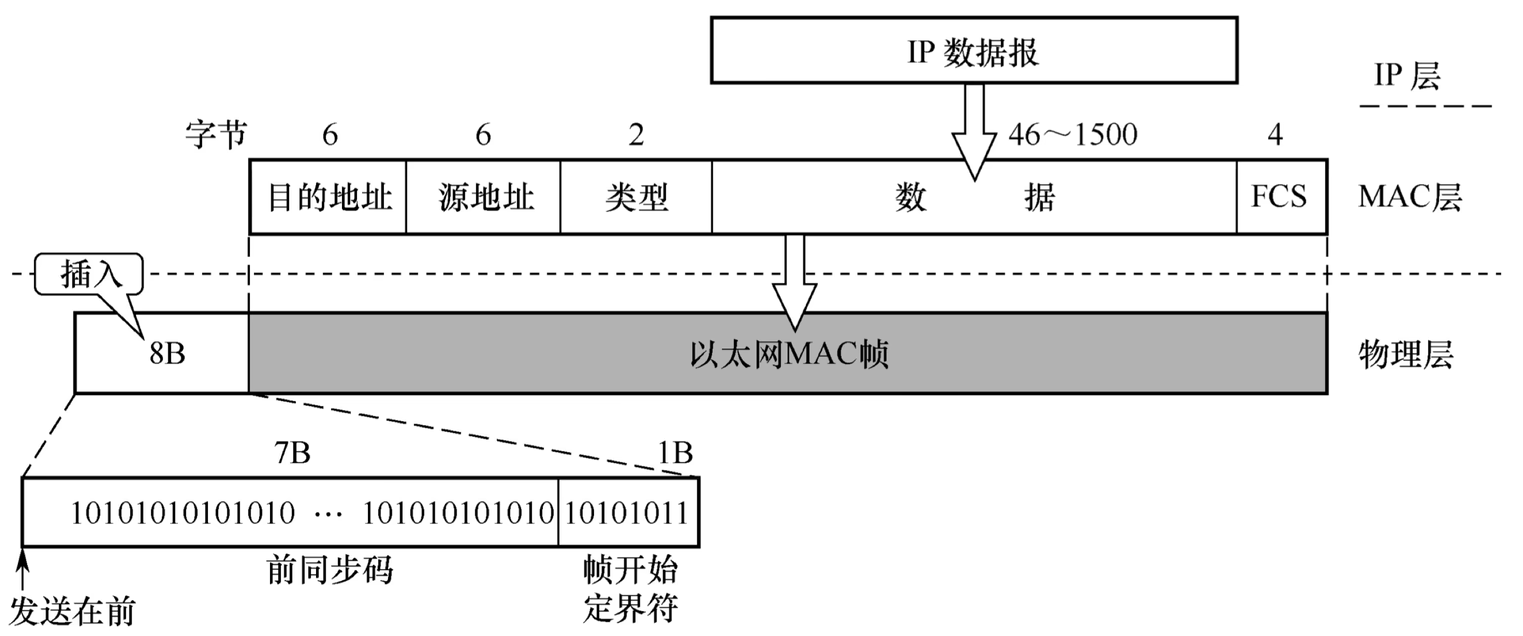 IP 数据报
IP 层
字节 6 6 2 46～1500 4
目的地址 源地址 类型 数 据 FCS MAC层
插入
8B 以太网MAC帧 物理层
7B 1B
10101010101010 … 101010101010 10101011
前同步码 帧开始
定界符
发送在前